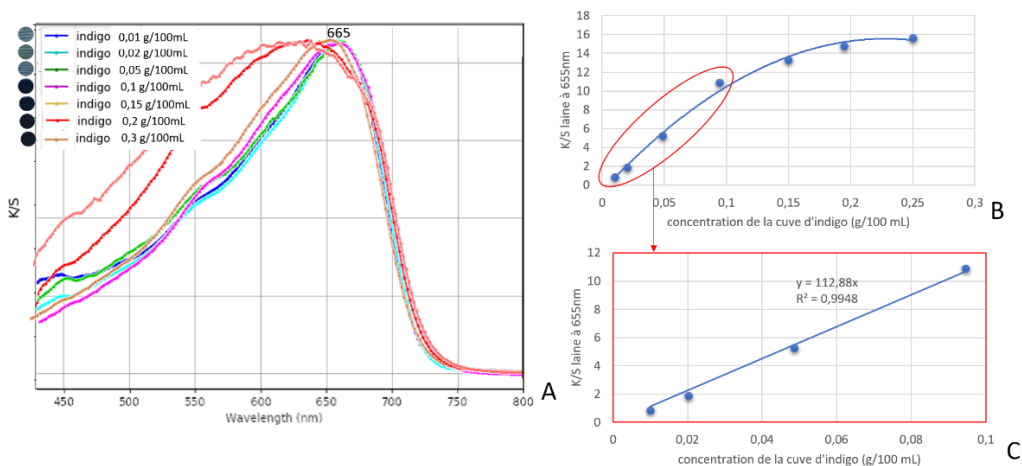 665
indigo 0,01 g/100mL
indigo 0,02 g/100mL
indigo 0,05 g/100mL
indigo 0,1 g/100mL
indigo 0,15 g/100mL
indigo 0,2 g/100mL
indigo 0,3 g/100mL
K/S
450 500 550 600 650 700 750 800
Wavelength (nm)
A
K/S laine à 655nm
18
16
14
12
10
8
6
4
2
0
0 0,05 0,1 0,15 0,2 0,25 0,3
concentration de la cuve d'indigo (g/100 mL)
B
K/S laine à 655nm
12
10
8
6
4
2
0
y = 112,88x
R² = 0,9948
0 0,02 0,04 0,06 0,08 0,1
concentration de la cuve d'indigo (g/100 mL)
C